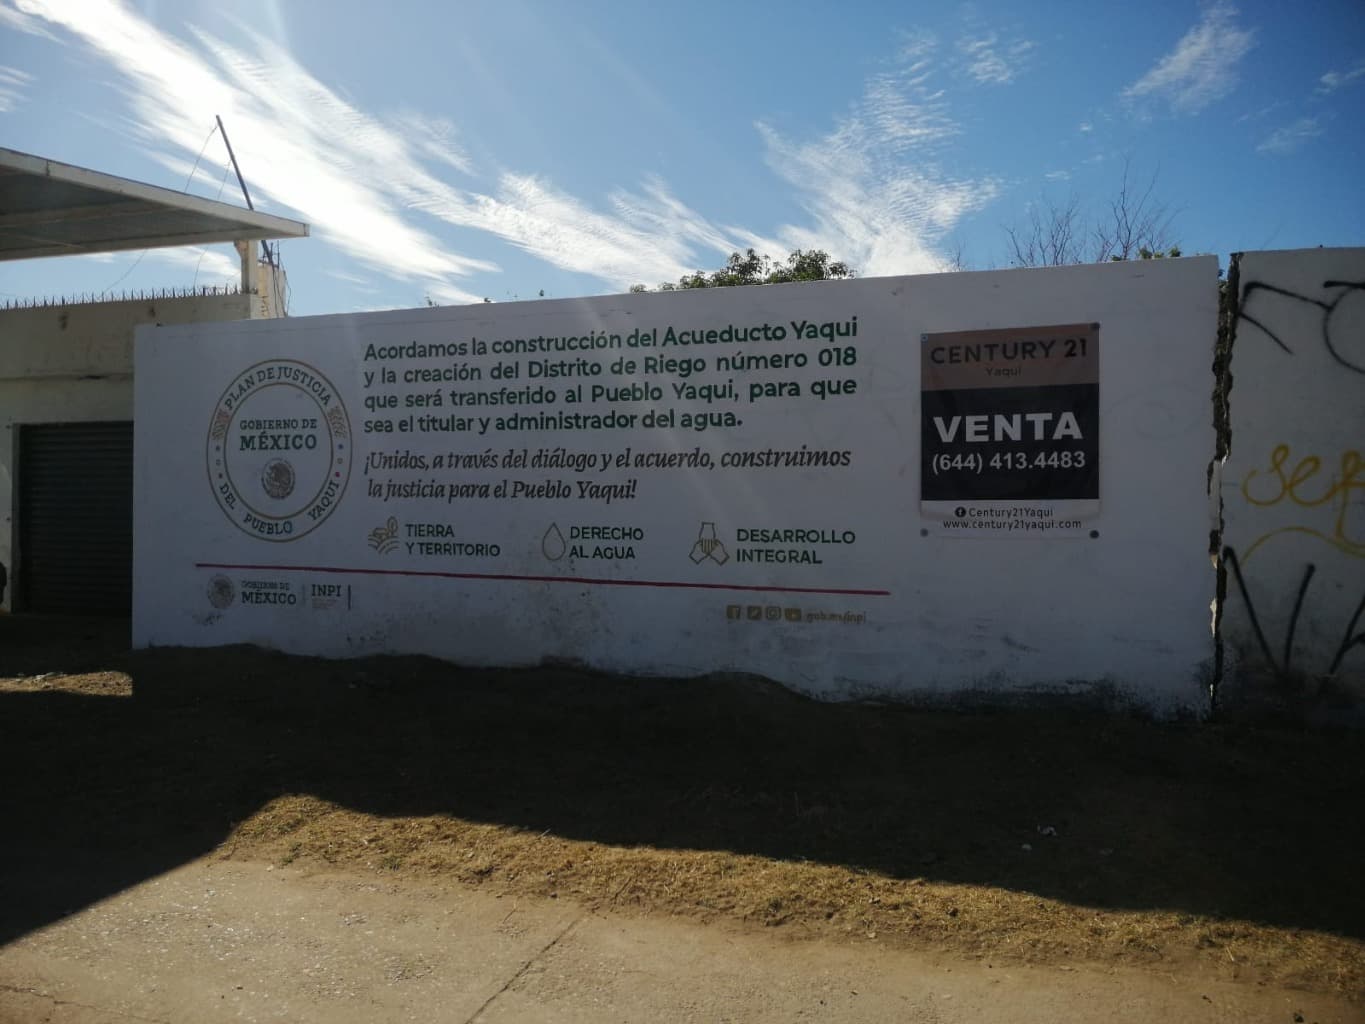 PLAN DE JUSTICIA
GOBIERNO DE
MÉXICO
DEL PUEBLO YAQUI
Acordamos la construcción del Acueducto Yaqui
y la creación del Distrito de Riego número 018
que será transferido al Pueblo Yaqui, para que
sea el titular y administrador del agua.
¡Unidos, a través del diálogo y el acuerdo, construimos
la justicia para el Pueblo Yaqui!
TIERRA
Y TERRITORIO
DERECHO
AL AGUA
DESARROLLO
INTEGRAL
GOBIERNO DE
MÉXICO
INPI
gob.mx/inpi
CENTURY 21
Yaqui
VENTA
(644) 413.4483
Century21Yaqui
www.century21yaqui.com